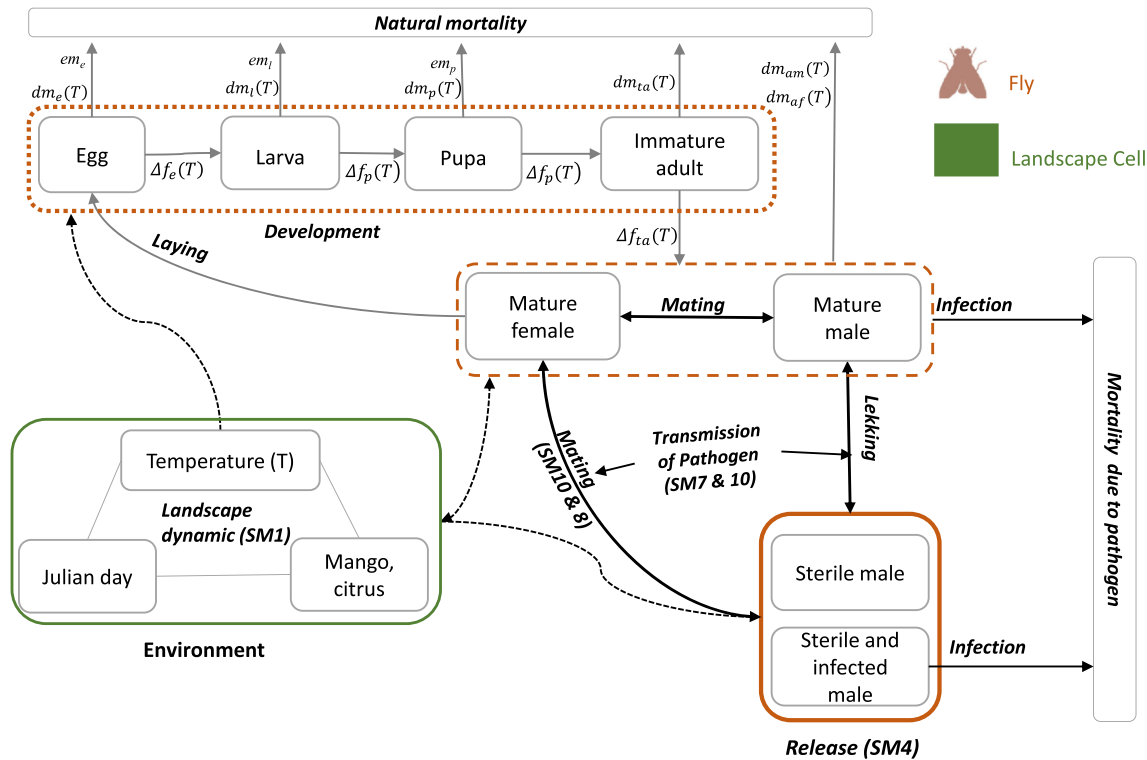 Natural mortality
em_e
dm_e(T)
em_l
dm_l(T)
em_p
dm_p(T)
dm_ta(T)
dm_am(T)
dm_af(T)
Fly
Landscape Cell
Egg
Δf_e(T)
Larva
Δf_p(T)
Pupa
Δf_p(T)
Immature
adult
Development
Δf_ta(T)
Laying
Mature
female
Mating
Mature
male
Infection
Lekking
Mating
(SM10 & 8)
Transmission
of Pathogen
(SM7 & 10)
Mortality due to pathogen
Temperature (T)
Landscape
dynamic (SM1)
Julian day
Mango,
citrus
Environment
Sterile male
Sterile and
infected
male
Infection
Release (SM4)